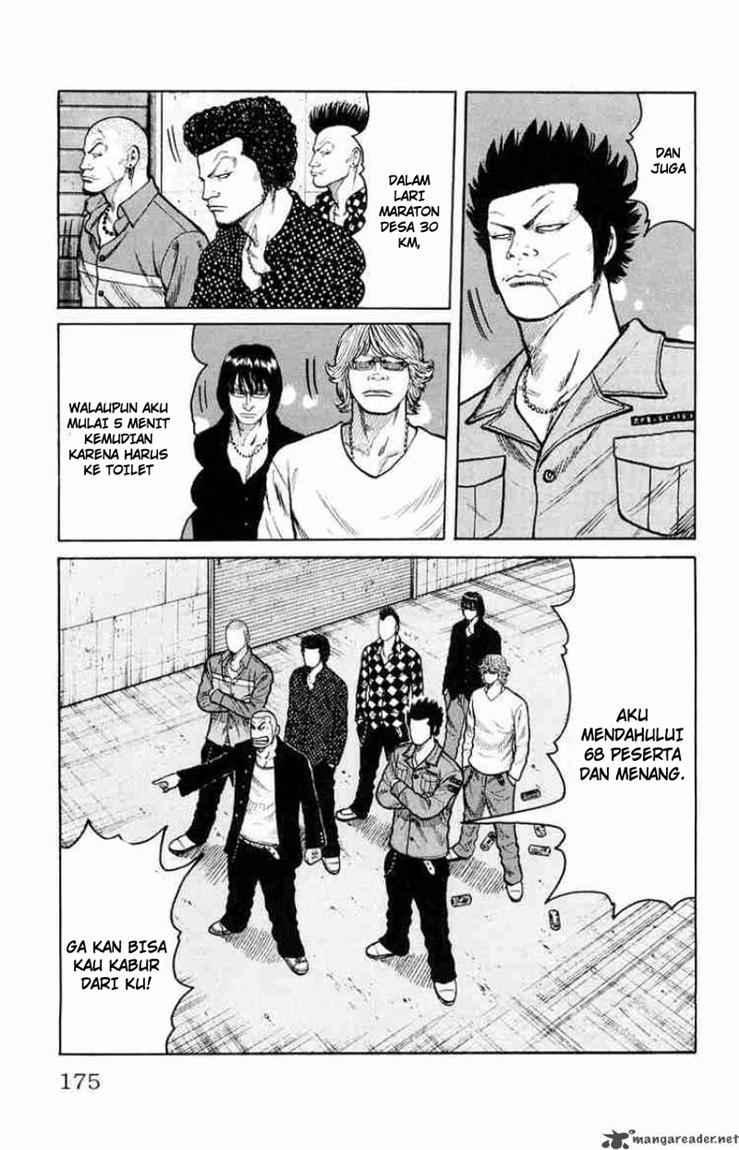 DAN
JUGA
DALAM
LARI
MARATON
DESA 30
KM,
WALAUPUN AKU
MULAI 5 MENIT
KEMUDIAN
KARENA HARUS
KE TOILET
AKU
MENDAHULUI
68 PESERTA
DAN MENANG.
GA KAN BISA
KAU KABUR
DARI KU!
175
mangareader.net